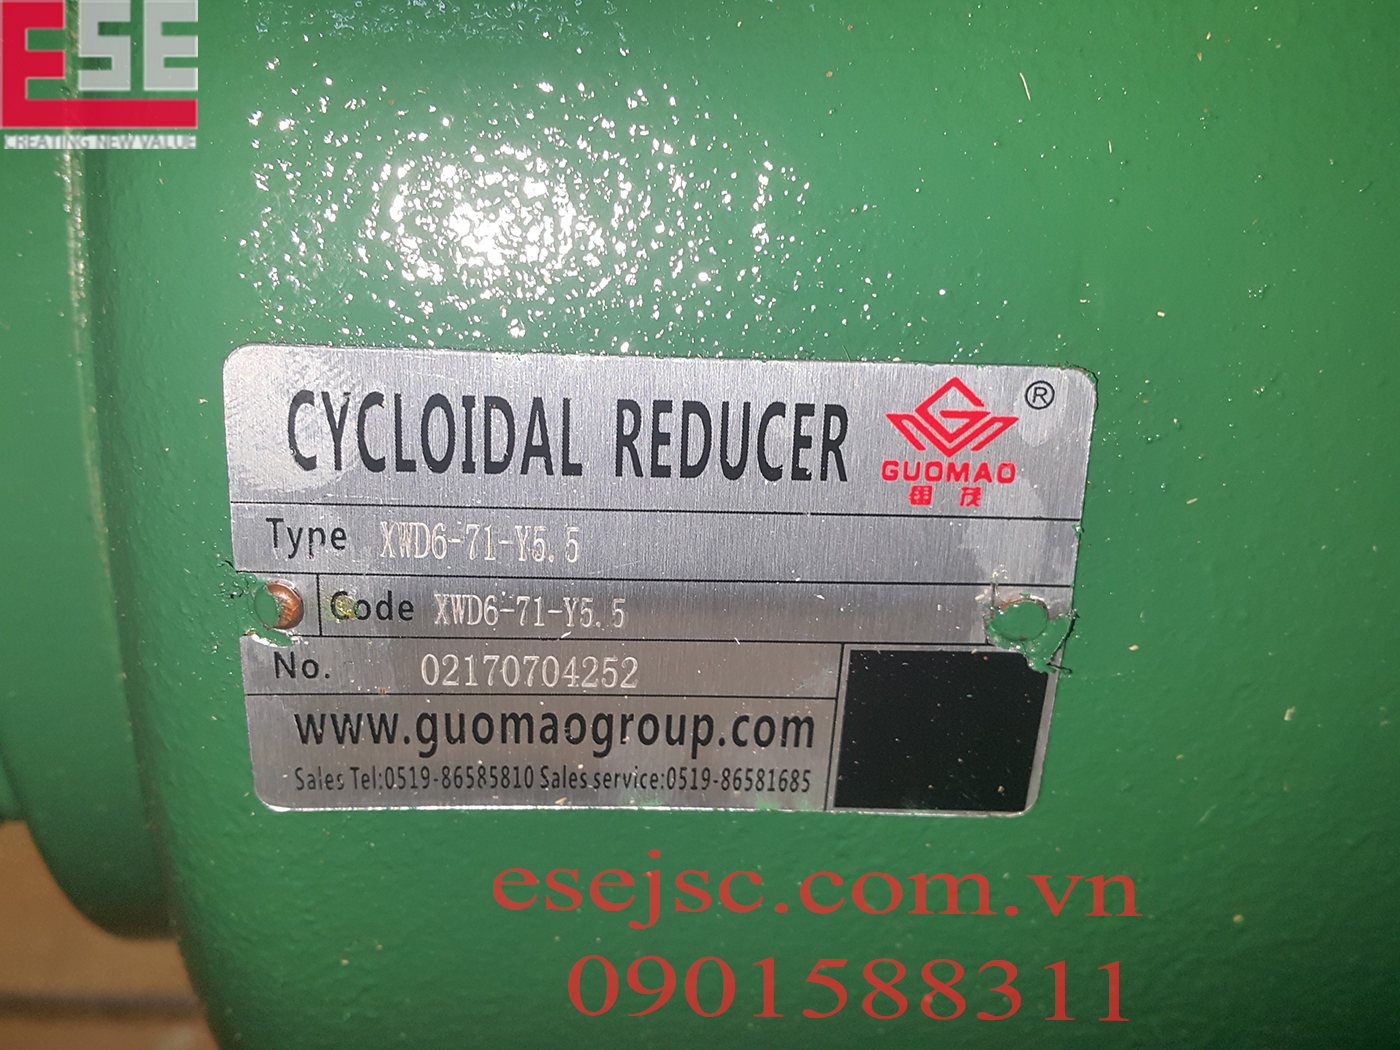 ESE
CREATING NEW VALUE
CYCLOIDAL REDUCER
®
GUOMAO
国 茂
Type XWD6-71-Y5.5
Code XWD6-71-Y5.5
No. 02170704252
www.guomaogroup.com
Sales Tel:0519-86585810 Sales service:0519-86581685
esejsc.com.vn
0901588311